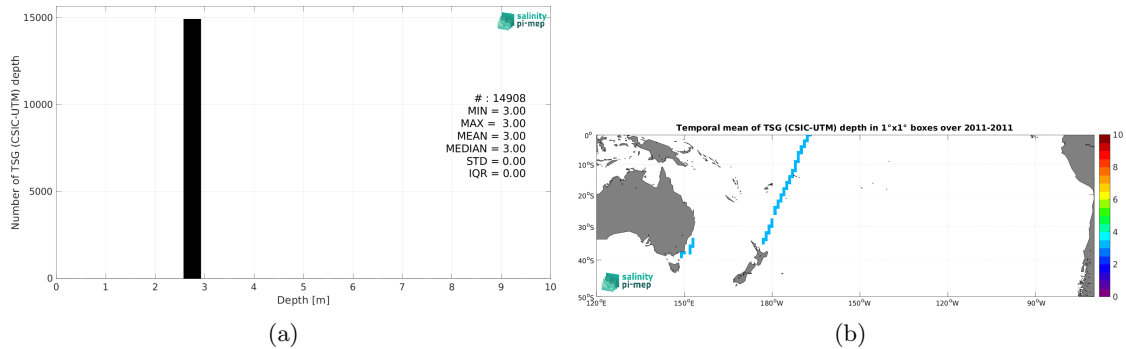 15000
10000
5000
0
Number of TSG (CSIC-UTM) depth
salinity
pi-mep
# : 14908
MIN = 3.00
MAX = 3.00
MEAN = 3.00
MEDIAN = 3.00
STD = 0.00
IQR = 0.00
0 1 2 3 4 5 6 7 8 9 10
Depth [m]
(a)
Temporal mean of TSG (CSIC-UTM) depth in 1°x1° boxes over 2011-2011
0°
10°S
20°S
30°S
40°S
50°S
120°E 150°E 180°W 150°W 120°W 90°W
salinity
pi-mep
10
8
6
4
2
0
(b)